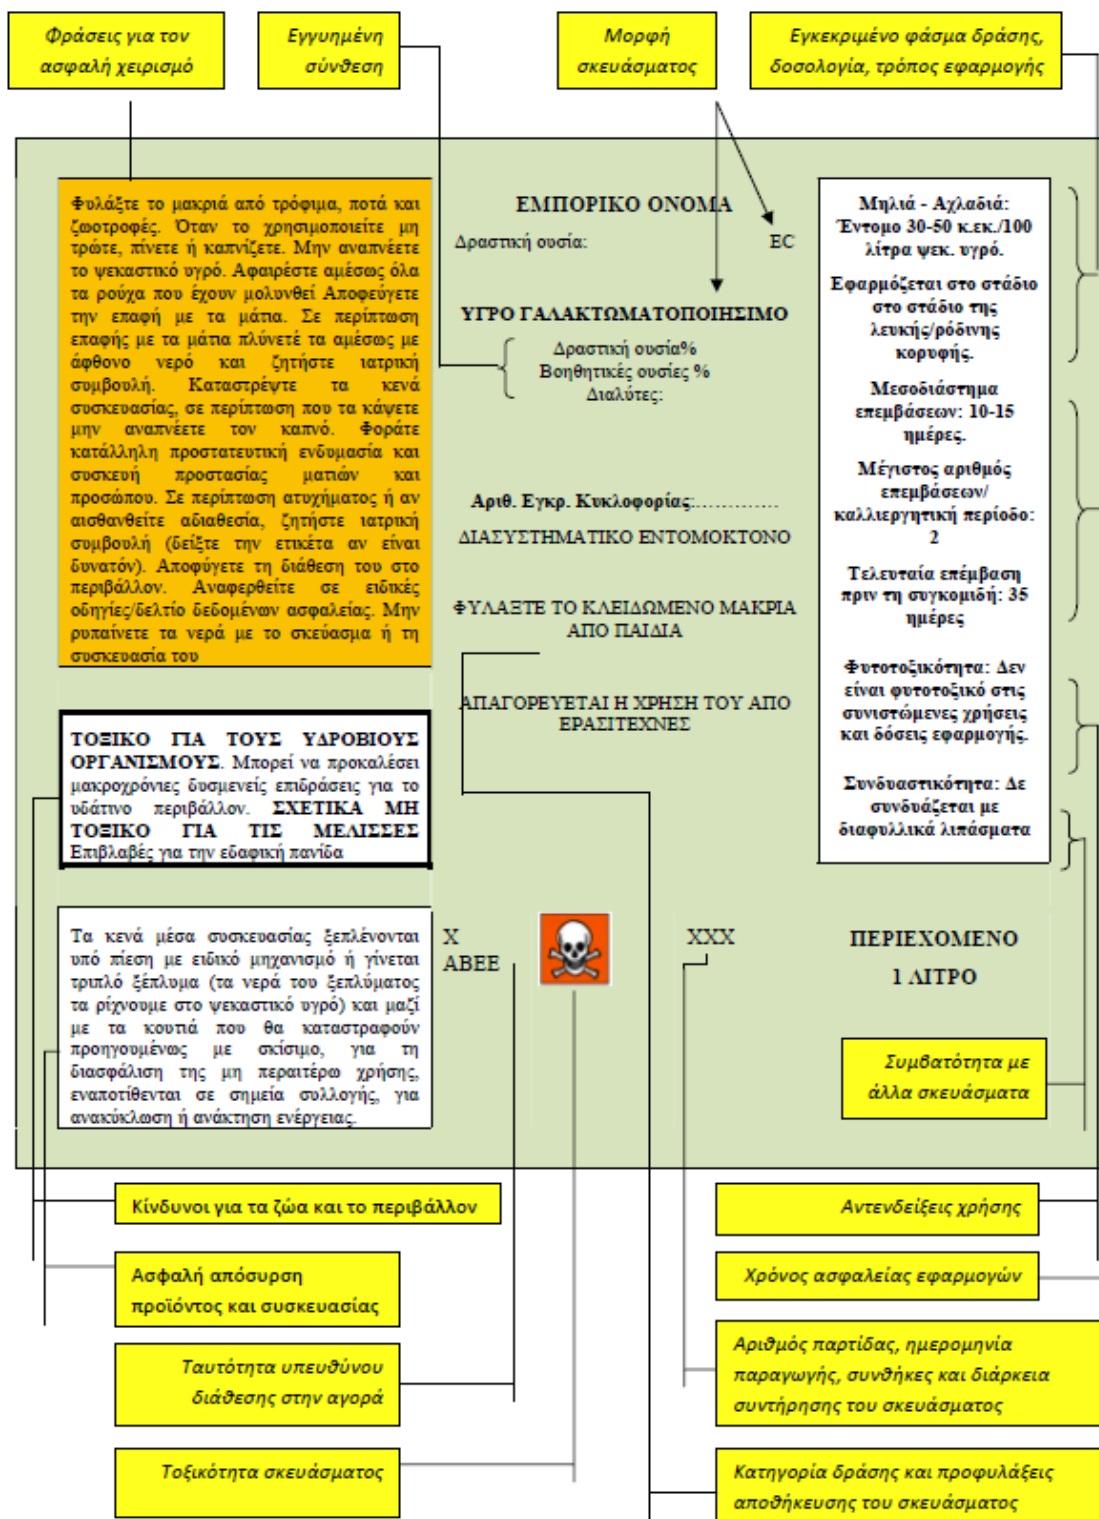 Φράσεις για τον
ασφαλή χειρισμό
Εγγυημένη
σύνθεση
Μορφή
σκευάσματος
Εγκεκριμένο φάσμα δράσης,
δοσολογία, τρόπος εφαρμογής
Φυλάξτε το μακριά από τρόφιμα, ποτά και
ζωοτροφές. Όταν το χρησιμοποιείτε μη
τρώτε, πίνετε ή καπνίζετε. Μην αναπνέετε
το ψεκαστικό υγρό. Αφαιρέστε αμέσως όλα
τα ρούχα που έχουν μολυνθεί Αποφεύγετε
την επαφή με τα μάτια. Σε περίπτωση
επαφής με τα μάτια πλύνετέ τα αμέσως με
άφθονο νερό και ζητήστε ιατρική
συμβουλή. Καταστρέψτε τα κενά
συσκευασίας, σε περίπτωση που τα κάψετε
μην αναπνέετε τον καπνό. Φοράτε
κατάλληλη προστατευτική ενδυμασία και
συσκευή προστασίας ματιών και
προσώπου. Σε περίπτωση ατυχήματος ή αν
αισθανθείτε αδιαθεσία, ζητήστε ιατρική
συμβουλή (δείξτε την ετικέτα αν είναι
δυνατόν). Αποφύγετε τη διάθεση του στο
περιβάλλον. Αναφερθείτε σε ειδικές
οδηγίες/δελτίο δεδομένων ασφαλείας. Μην
ρυπαίνετε τα νερά με το σκεύασμα ή τη
συσκευασία του
ΤΟΞΙΚΟ ΓΙΑ ΤΟΥΣ ΥΔΡΟΒΙΟΥΣ
ΟΡΓΑΝΙΣΜΟΥΣ. Μπορεί να προκαλέσει
μακροχρόνιες δυσμενείς επιδράσεις για το
υδάτινο περιβάλλον. ΣΧΕΤΙΚΑ ΜΗ
ΤΟΞΙΚΟ ΓΙΑ ΤΙΣ ΜΕΛΙΣΣΕΣ
Επιβλαβές για την εδαφική πανίδα
Τα κενά μέσα συσκευασίας ξεπλένονται
υπό πίεση με ειδικό μηχανισμό ή γίνεται
τριπλό ξέπλυμα (τα νερά του ξεπλύματος
τα ρίχνουμε στο ψεκαστικό υγρό) και μαζί
με τα κουτιά που θα καταστραφούν
προηγουμένως με σκίσιμο, για τη
διασφάλιση της μη περαιτέρω χρήσης,
εναποτίθενται σε σημεία συλλογής, για
ανακύκλωση ή ανάκτηση ενέργειας.
ΕΜΠΟΡΙΚΟ ΟΝΟΜΑ
Δραστική ουσία: EC
ΥΓΡΟ ΓΑΛΑΚΤΩΜΑΤΟΠΟΙΗΣΙΜΟ
Δραστική ουσία%
Βοηθητικές ουσίες %
Διαλύτες:
Αριθ. Εγκρ. Κυκλοφορίας:.............
ΔΙΑΣΥΣΤΗΜΑΤΙΚΟ ΕΝΤΟΜΟΚΤΟΝΟ
ΦΥΛΑΞΤΕ ΤΟ ΚΛΕΙΔΩΜΕΝΟ ΜΑΚΡΙΑ
ΑΠΟ ΠΑΙΔΙΑ
ΑΠΑΓΟΡΕΥΕΤΑΙ Η ΧΡΗΣΗ ΤΟΥ ΑΠΟ
ΕΡΑΣΙΤΕΧΝΕΣ
Χ
ΑΒΕΕ
ΧΧΧ
Μηλιά - Αχλαδιά:
Έντομο 30-50 κ.εκ./100
λίτρα ψεκ. υγρό.
Εφαρμόζεται στο στάδιο
στο στάδιο της
λευκής/ρόδινης
κορυφής.
Μεσοδιάστημα
επεμβάσεων: 10-15
ημέρες.
Μέγιστος αριθμός
επεμβάσεων/
καλλιεργητική περίοδο:
2
Τελευταία επέμβαση
πριν τη συγκομιδή: 35
ημέρες
Φυτοτοξικότητα: Δεν
είναι φυτοτοξικό στις
συνιστώμενες χρήσεις
και δόσεις εφαρμογής.
Συνδυαστικότητα: Δε
συνδυάζεται με
διαφυλλικά λιπάσματα
ΠΕΡΙΕΧΟΜΕΝΟ
1 ΛΙΤΡΟ
Συμβατότητα με
άλλα σκευάσματα
Κίνδυνοι για τα ζώα και το περιβάλλον
Ασφαλή απόσυρση
προϊόντος και συσκευασίας
Ταυτότητα υπευθύνου
διάθεσης στην αγορά
Τοξικότητα σκευάσματος
Αντενδείξεις χρήσης
Χρόνος ασφαλείας εφαρμογών
Αριθμός παρτίδας, ημερομηνία
παραγωγής, συνθήκες και διάρκεια
συντήρησης του σκευάσματος
Κατηγορία δράσης και προφυλάξεις
αποθήκευσης του σκευάσματος